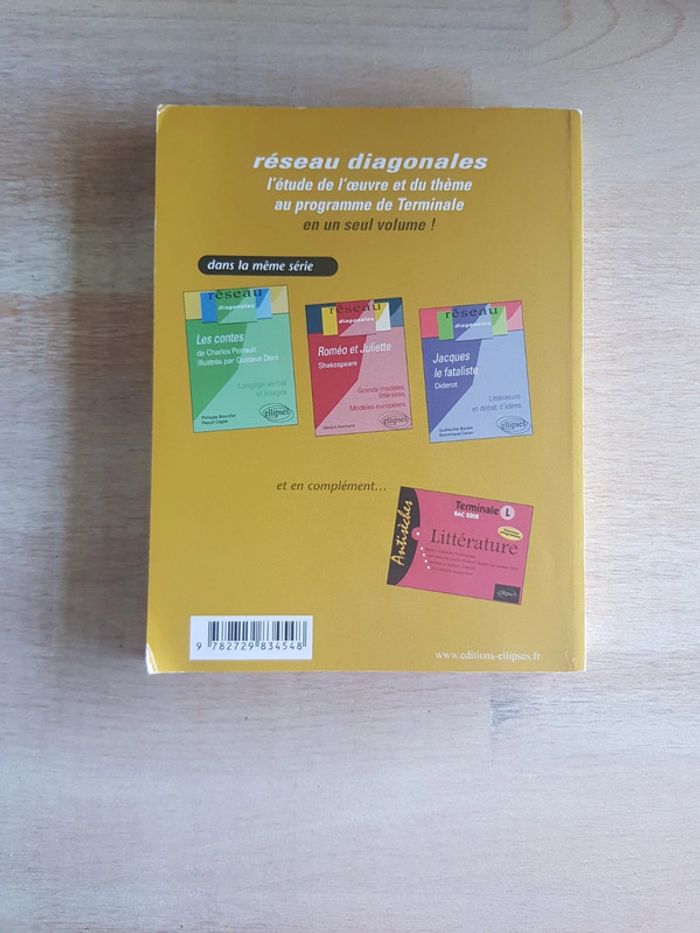 réseau diagonales
l'étude de l'œuvre et du thème
au programme de Terminale
en un seul volume !
dans la même série
réseau
diagonales
Les contes
de Charles Perrault
illustrés par Gustave Doré
Langage verbal
et images
ellipses
réseau
diagonales
Roméo et Juliette
Shakespeare
Grands modèles
littéraires
Modèles européens
ellipses
réseau
diagonales
Jacques
le fataliste
Diderot
Littérature
et débat d'idées
ellipses
et en complément...
Antisèches
Terminale L
BAC 2008
Littérature
ellipses
9 782729 834548
www.editions-ellipses.fr